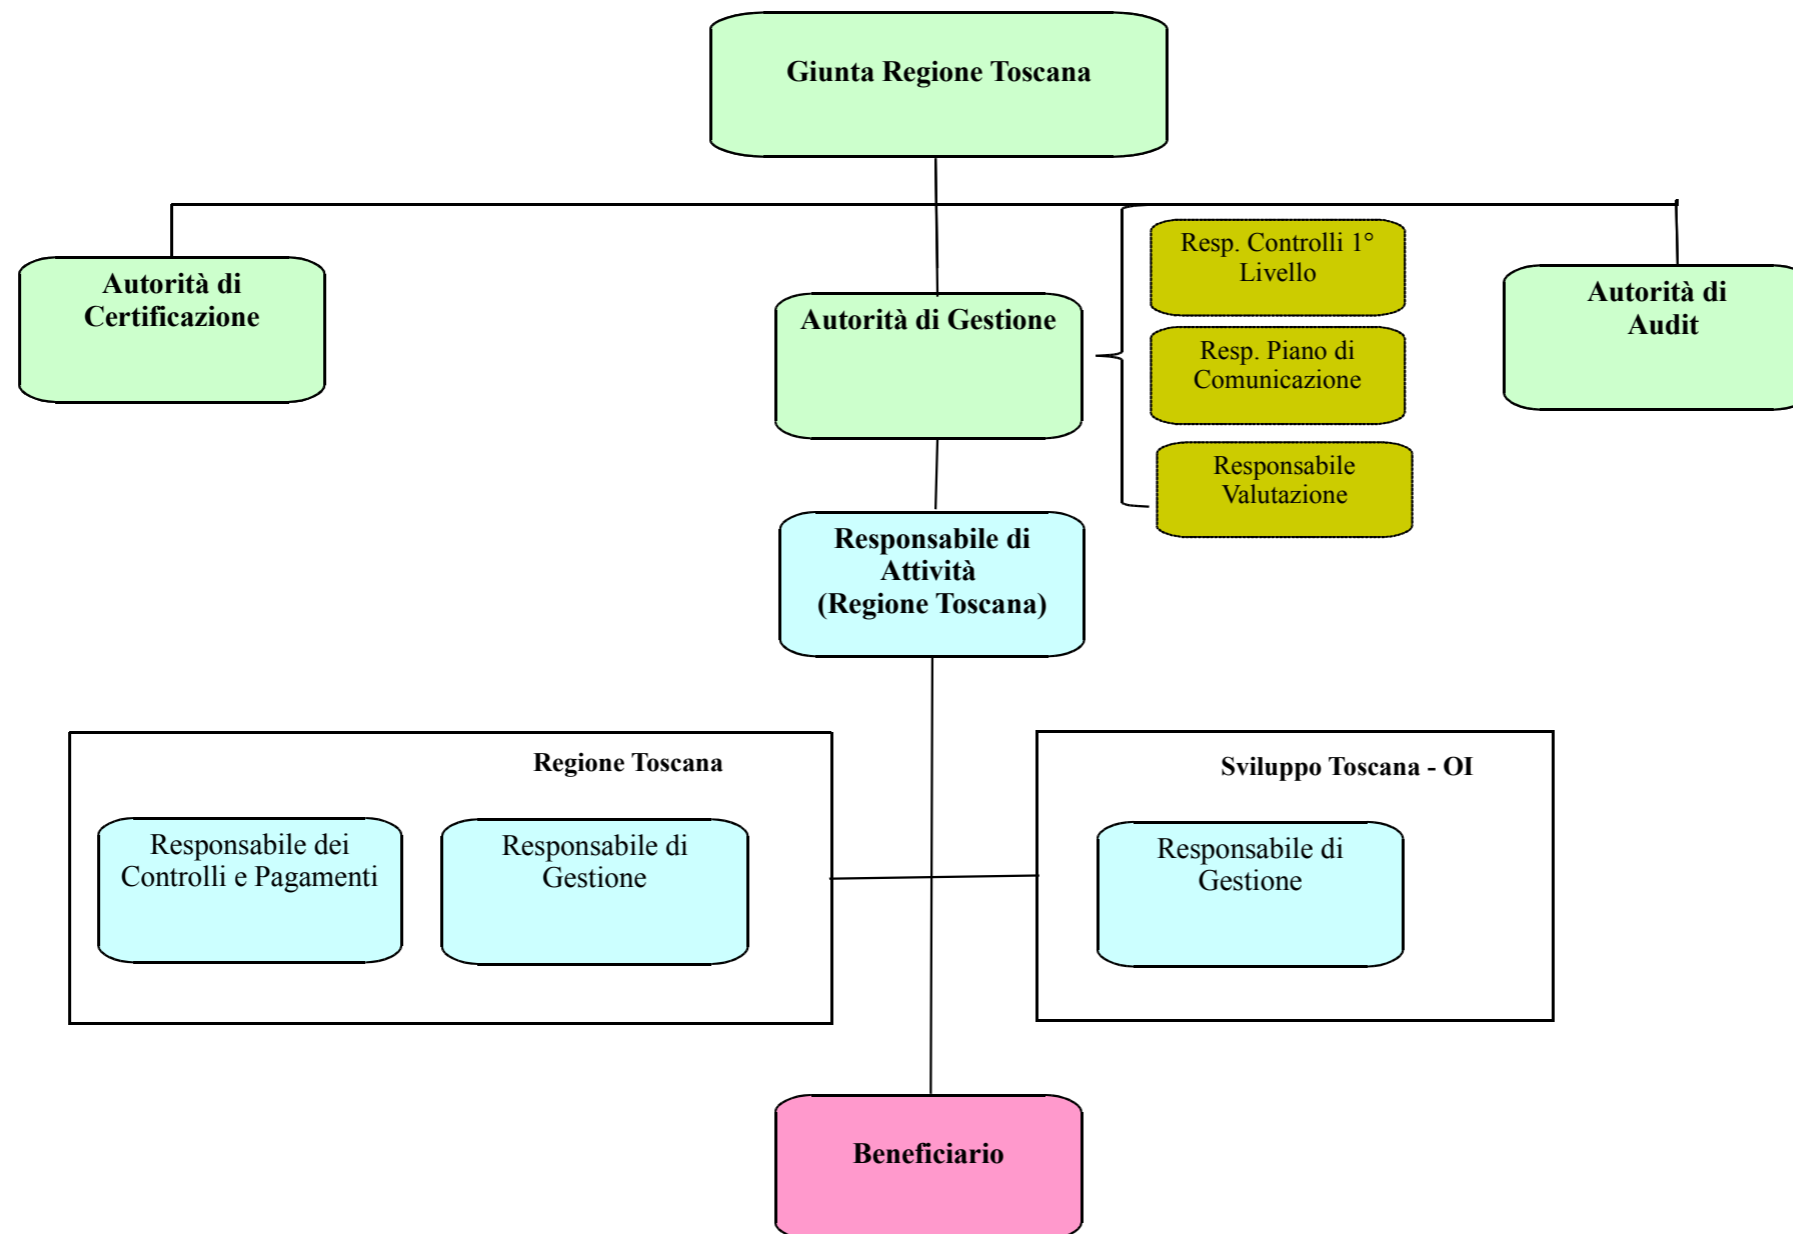 Giunta Regione Toscana
Autorità di
Certificazione
Autorità di Gestione
Resp. Controlli 1°
Livello
Resp. Piano di
Comunicazione
Responsabile
Valutazione
Autorità di
Audit
Responsabile di
Attività
(Regione Toscana)
Regione Toscana
Responsabile dei
Controlli e Pagamenti
Responsabile di
Gestione
Sviluppo Toscana - OI
Responsabile di
Gestione
Beneficiario